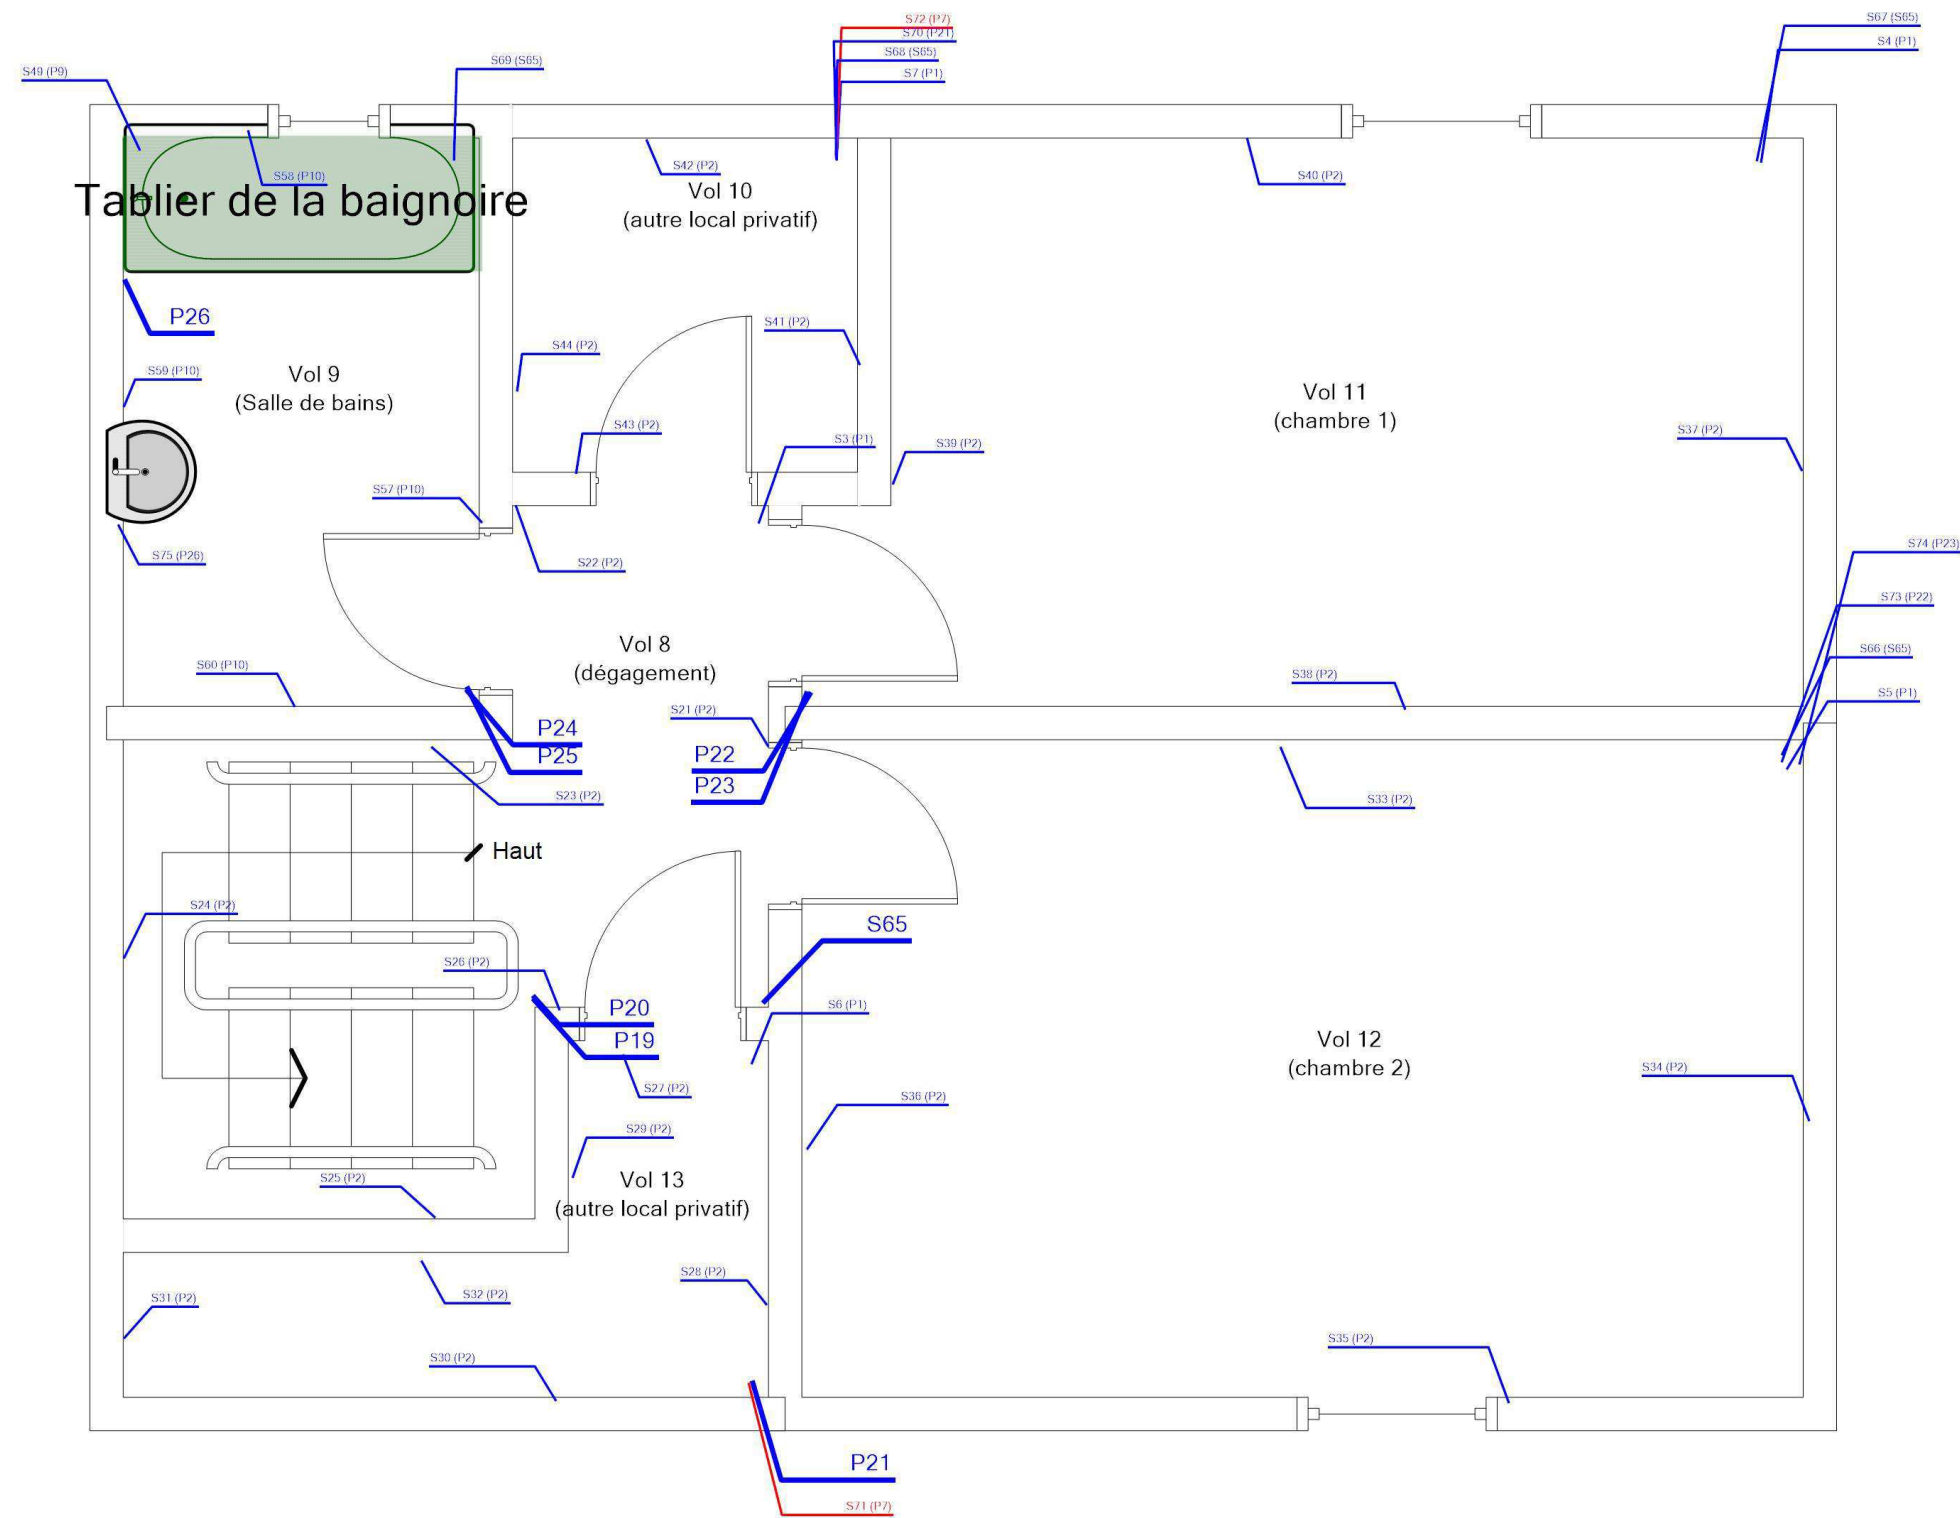 S72 (P7)
S70 (P21)
S68 (S65)
S7 (P1)
S67 (S65)
S4 (P1)
S49 (P9)
S69 (S65)
S58 (P10)
Tablier de la baignoire
S42 (P2)
Vol 10
(autre local privatif)
S40 (P2)
P26
S41 (P2)
S44 (P2)
S59 (P10)
Vol 9
(Salle de bains)
Vol 11
(chambre 1)
S43 (P2)
S3 (P1)
S39 (P2)
S37 (P2)
S57 (P10)
S75 (P26)
S22 (P2)
S74 (P23)
S73 (P22)
Vol 8
(dégagement)
S66 (S65)
S60 (P10)
S38 (P2)
S5 (P1)
S21 (P2)
P24
P25
P22
P23
S23 (P2)
S33 (P2)
Haut
S24 (P2)
S65
S26 (P2)
P20
S6 (P1)
P19
Vol 12
(chambre 2)
S27 (P2)
S34 (P2)
S36 (P2)
S29 (P2)
S25 (P2)
Vol 13
(autre local privatif)
S28 (P2)
S31 (P2)
S32 (P2)
S35 (P2)
S30 (P2)
P21
S71 (P7)